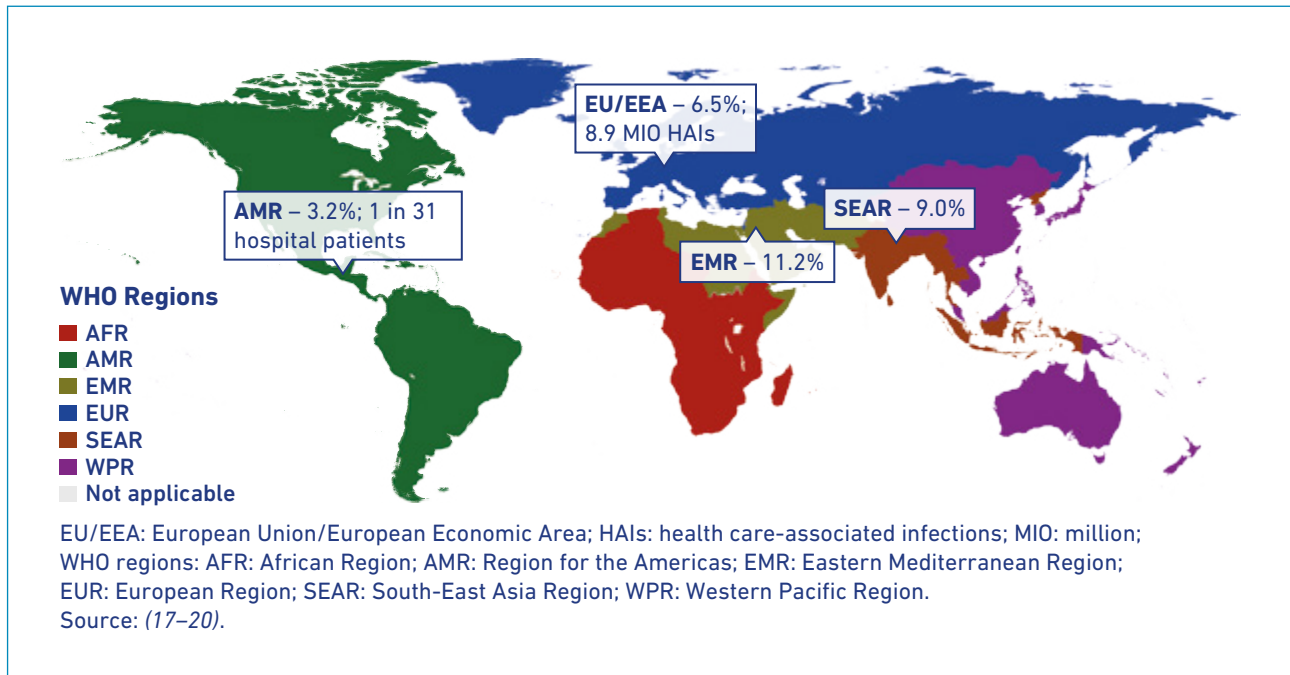 EU/EEA – 6.5%;
8.9 MIO HAIs
AMR – 3.2%; 1 in 31
hospital patients
SEAR – 9.0%
EMR – 11.2%
WHO Regions
AFR
AMR
EMR
EUR
SEAR
WPR
Not applicable
EU/EEA: European Union/European Economic Area; HAIs: health care-associated infections; MIO: million;
WHO regions: AFR: African Region; AMR: Region for the Americas; EMR: Eastern Mediterranean Region;
EUR: European Region; SEAR: South-East Asia Region; WPR: Western Pacific Region.
Source: (17–20).